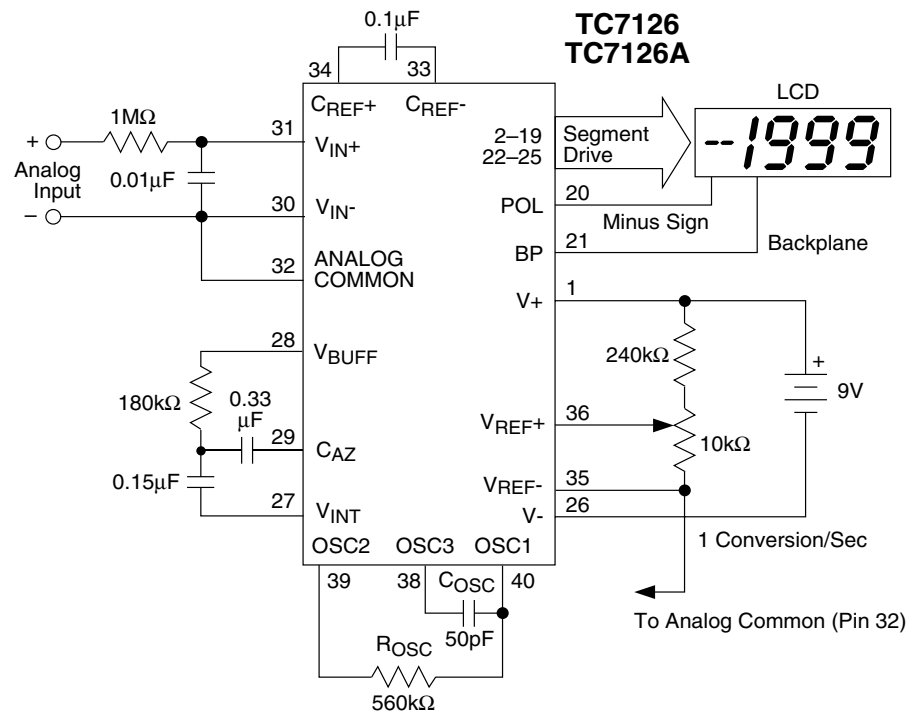 TC7126
TC7126A
0.1µF
34
33
CREF+
CREF-
LCD
--1999
1MΩ
31
VIN+
2–19
22–25
Segment
Drive
+
Analog
Input
–
0.01µF
30
VIN-
POL
20
Minus Sign
32
ANALOG
COMMON
BP
21
Backplane
V+
1
28
VBUFF
240kΩ
+
9V
180kΩ
0.33
µF
29
CAZ
VREF+
36
10kΩ
0.15µF
27
VINT
VREF-
35
V-
26
1 Conversion/Sec
OSC2
OSC3
OSC1
39
38
COSC
40
50pF
To Analog Common (Pin 32)
ROSC
560kΩ